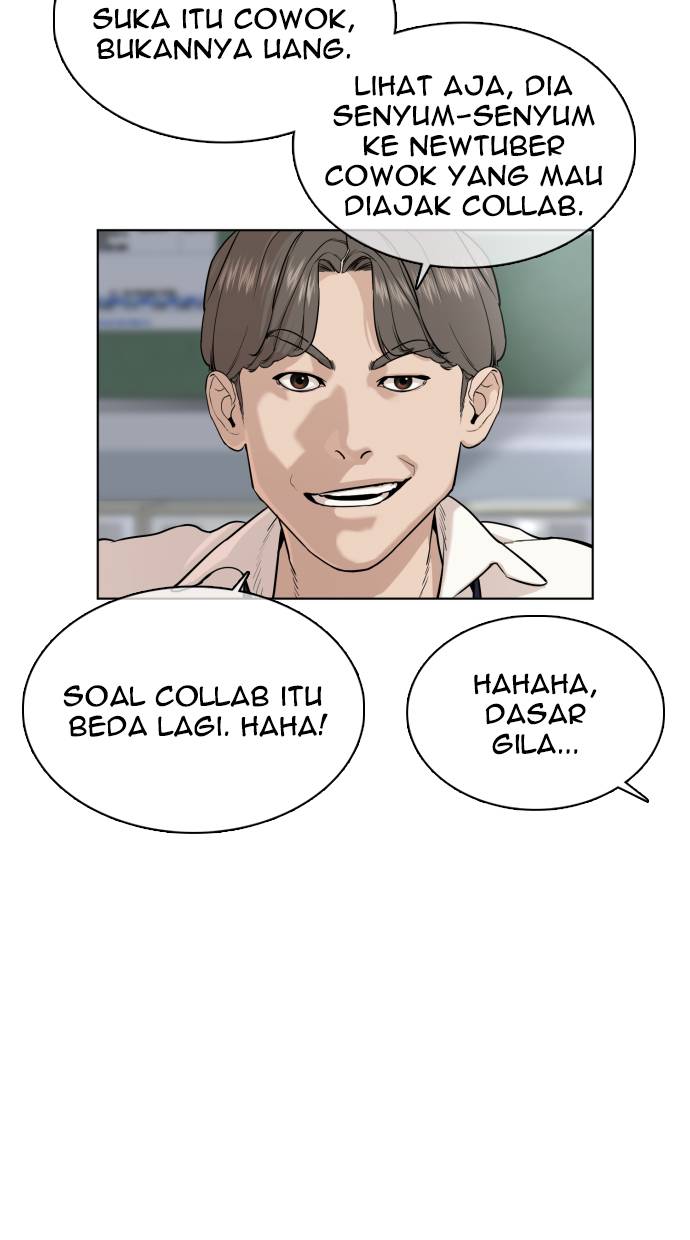 SUKA ITU COWOK,
BUKANNYA UANG.
LIHAT AJA, DIA
SENYUM-SENYUM
KE NEWTUBER
COWOK YANG MAU
DIAJAK COLLAB.
SOAL COLLAB ITU
BEDA LAGI. HAHA!
HAHAHA,
DASAR
GILA...